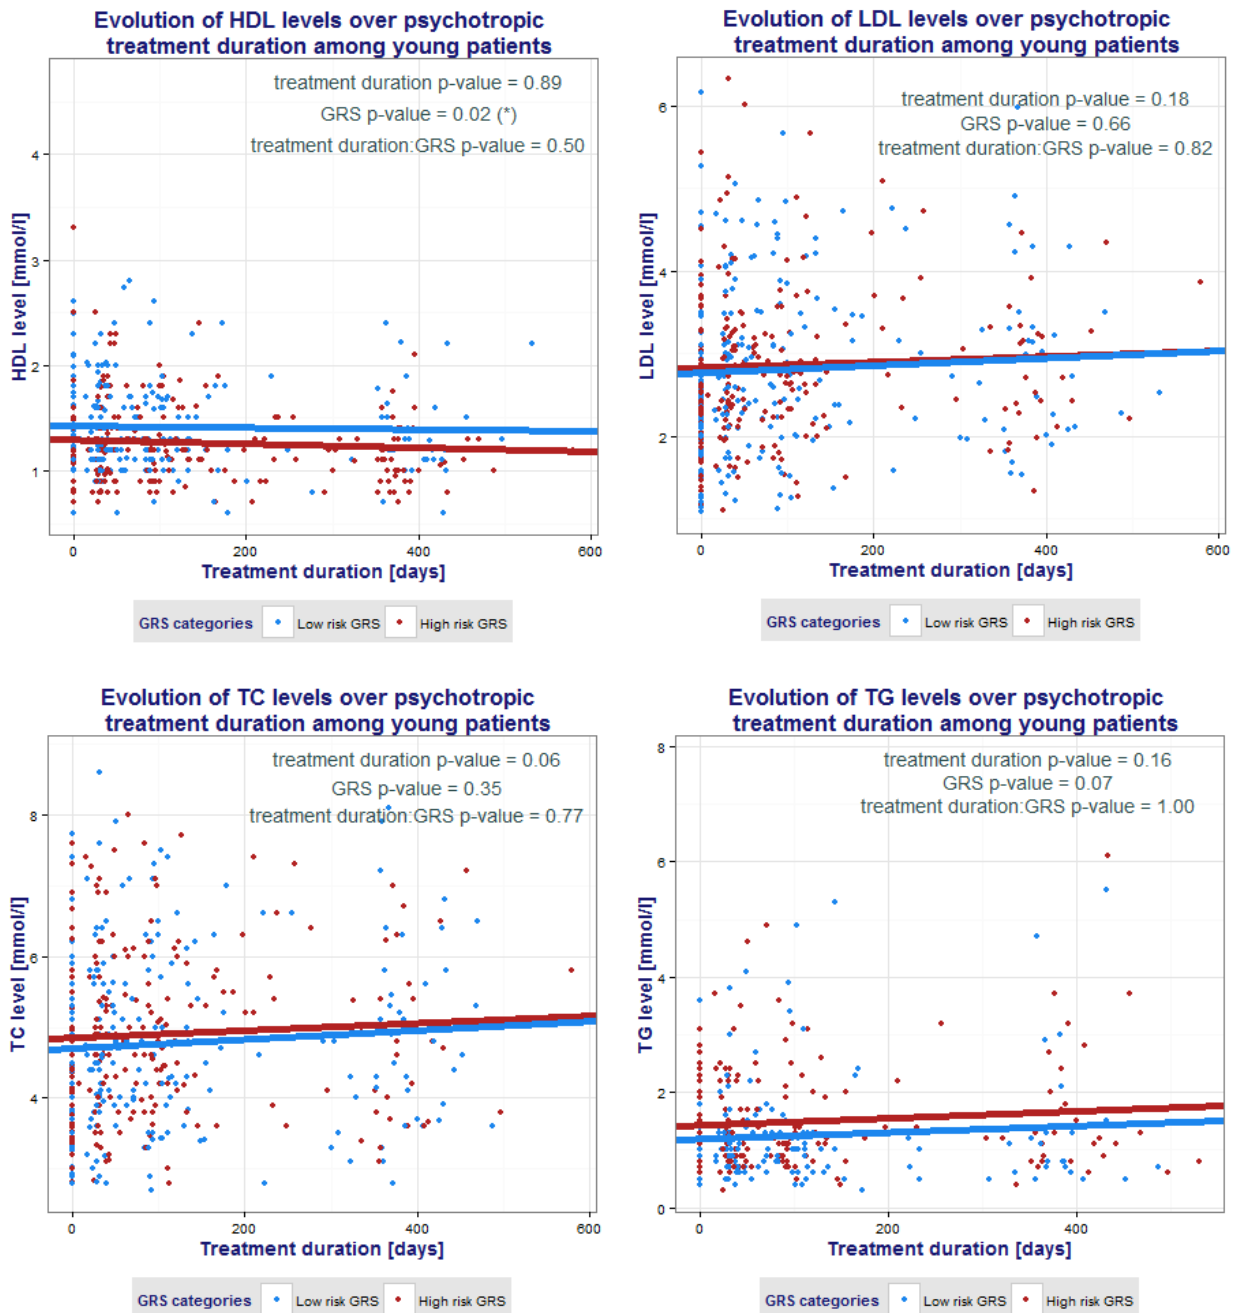 Evolution of HDL levels over psychotropic
treatment duration among young patients
treatment duration p-value = 0.89
GRS p-value = 0.02 (*)
treatment duration:GRS p-value = 0.50
4
3
2
1
HDL level [mmol/l]
0 200 400 600
Treatment duration [days]
GRS categories Low risk GRS High risk GRS
Evolution of LDL levels over psychotropic
treatment duration among young patients
treatment duration p-value = 0.18
GRS p-value = 0.66
treatment duration:GRS p-value = 0.82
6
4
2
LDL level [mmol/l]
0 200 400 600
Treatment duration [days]
GRS categories Low risk GRS High risk GRS
Evolution of TC levels over psychotropic
treatment duration among young patients
treatment duration p-value = 0.06
GRS p-value = 0.35
treatment duration:GRS p-value = 0.77
8
6
4
TC level [mmol/l]
0 200 400 600
Treatment duration [days]
GRS categories Low risk GRS High risk GRS
Evolution of TG levels over psychotropic
treatment duration among young patients
treatment duration p-value = 0.16
GRS p-value = 0.07
treatment duration:GRS p-value = 1.00
8
6
4
2
0
TG level [mmol/l]
0 200 400
Treatment duration [days]
GRS categories Low risk GRS High risk GRS